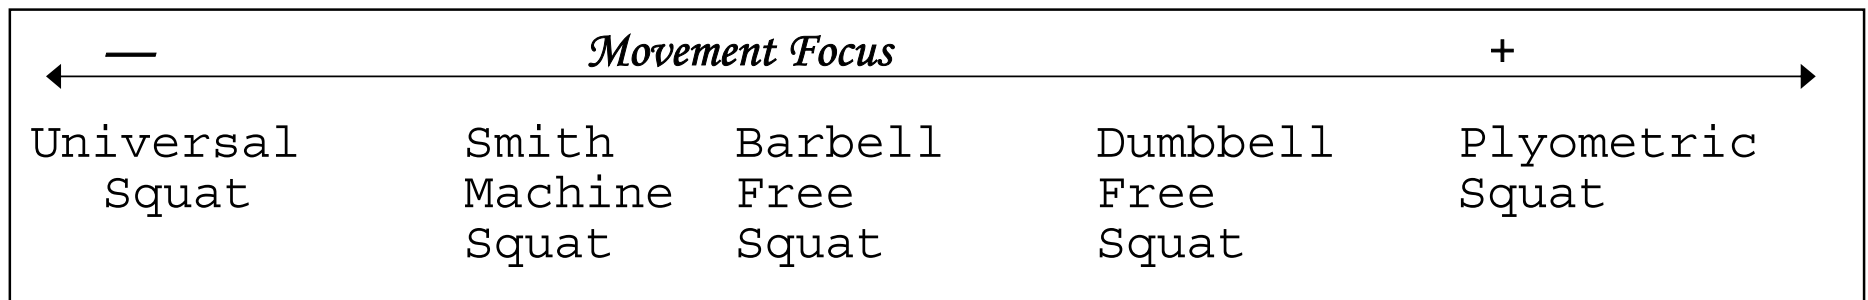 — Movement Focus +
Universal Smith Barbell Dumbbell Plyometric
Squat Machine Free Free Squat
Squat Squat Squat